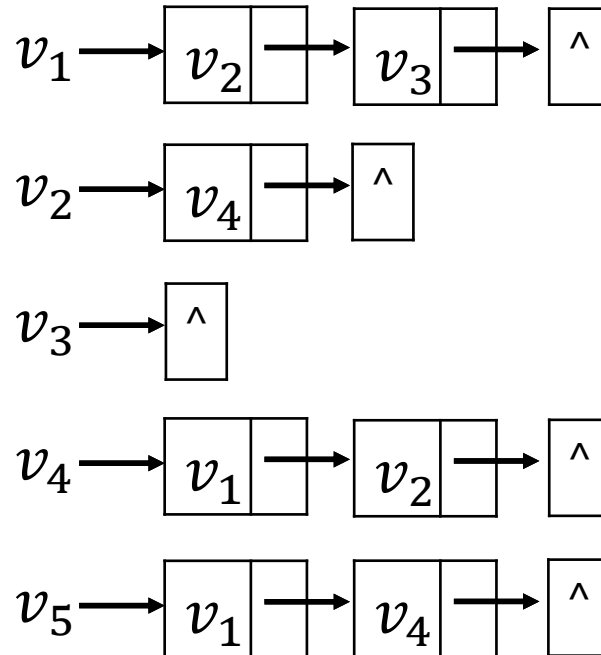 v₁ v₂ v₃ ^
v₂ v₄ ^
v₃ ^
v₄ v₁ v₂ ^
v₅ v₁ v₄ ^